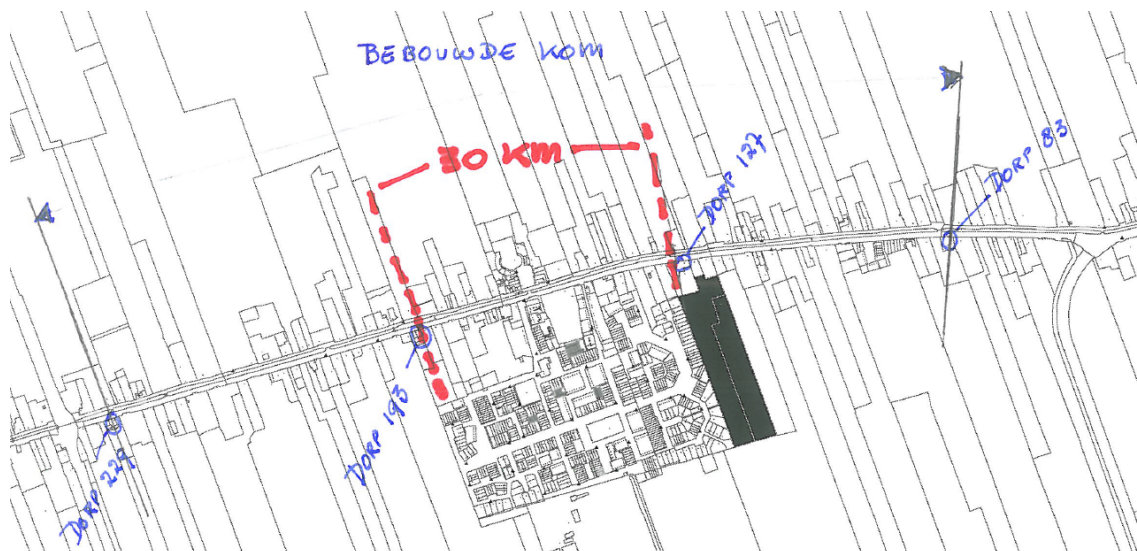 BEBOUWDE KOM
30 KM
DORP 127
DORP 83
DORP 193
DORP 229